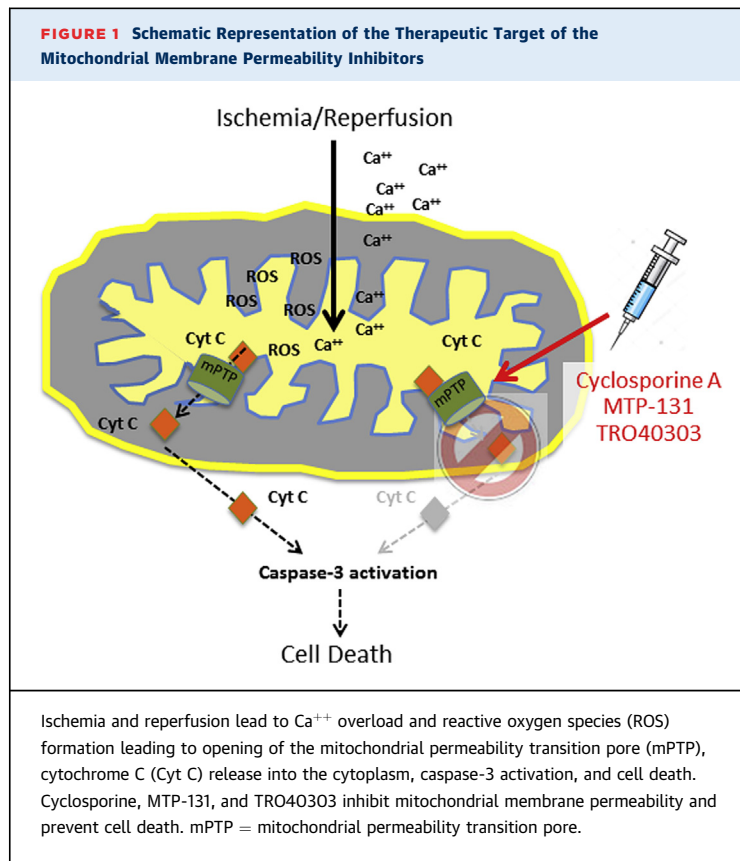 FIGURE 1 Schematic Representation of the Therapeutic Target of the
Mitochondrial Membrane Permeability Inhibitors
Ischemia/Reperfusion
Ca++
Ca++
Ca++
Ca++
Ca++
Ca++
ROS
ROS
ROS
ROS
Ca++
Ca++
Cyt C
ROS
Ca++
Cyt C
mPTP
mPTP
Cyclosporine A
MTP-131
TRO40303
Cyt C
Cyt C
Cyt C
Caspase-3 activation
Cell Death
Ischemia and reperfusion lead to Ca++ overload and reactive oxygen species (ROS)
formation leading to opening of the mitochondrial permeability transition pore (mPTP),
cytochrome C (Cyt C) release into the cytoplasm, caspase-3 activation, and cell death.
Cyclosporine, MTP-131, and TRO40303 inhibit mitochondrial membrane permeability and
prevent cell death. mPTP = mitochondrial permeability transition pore.